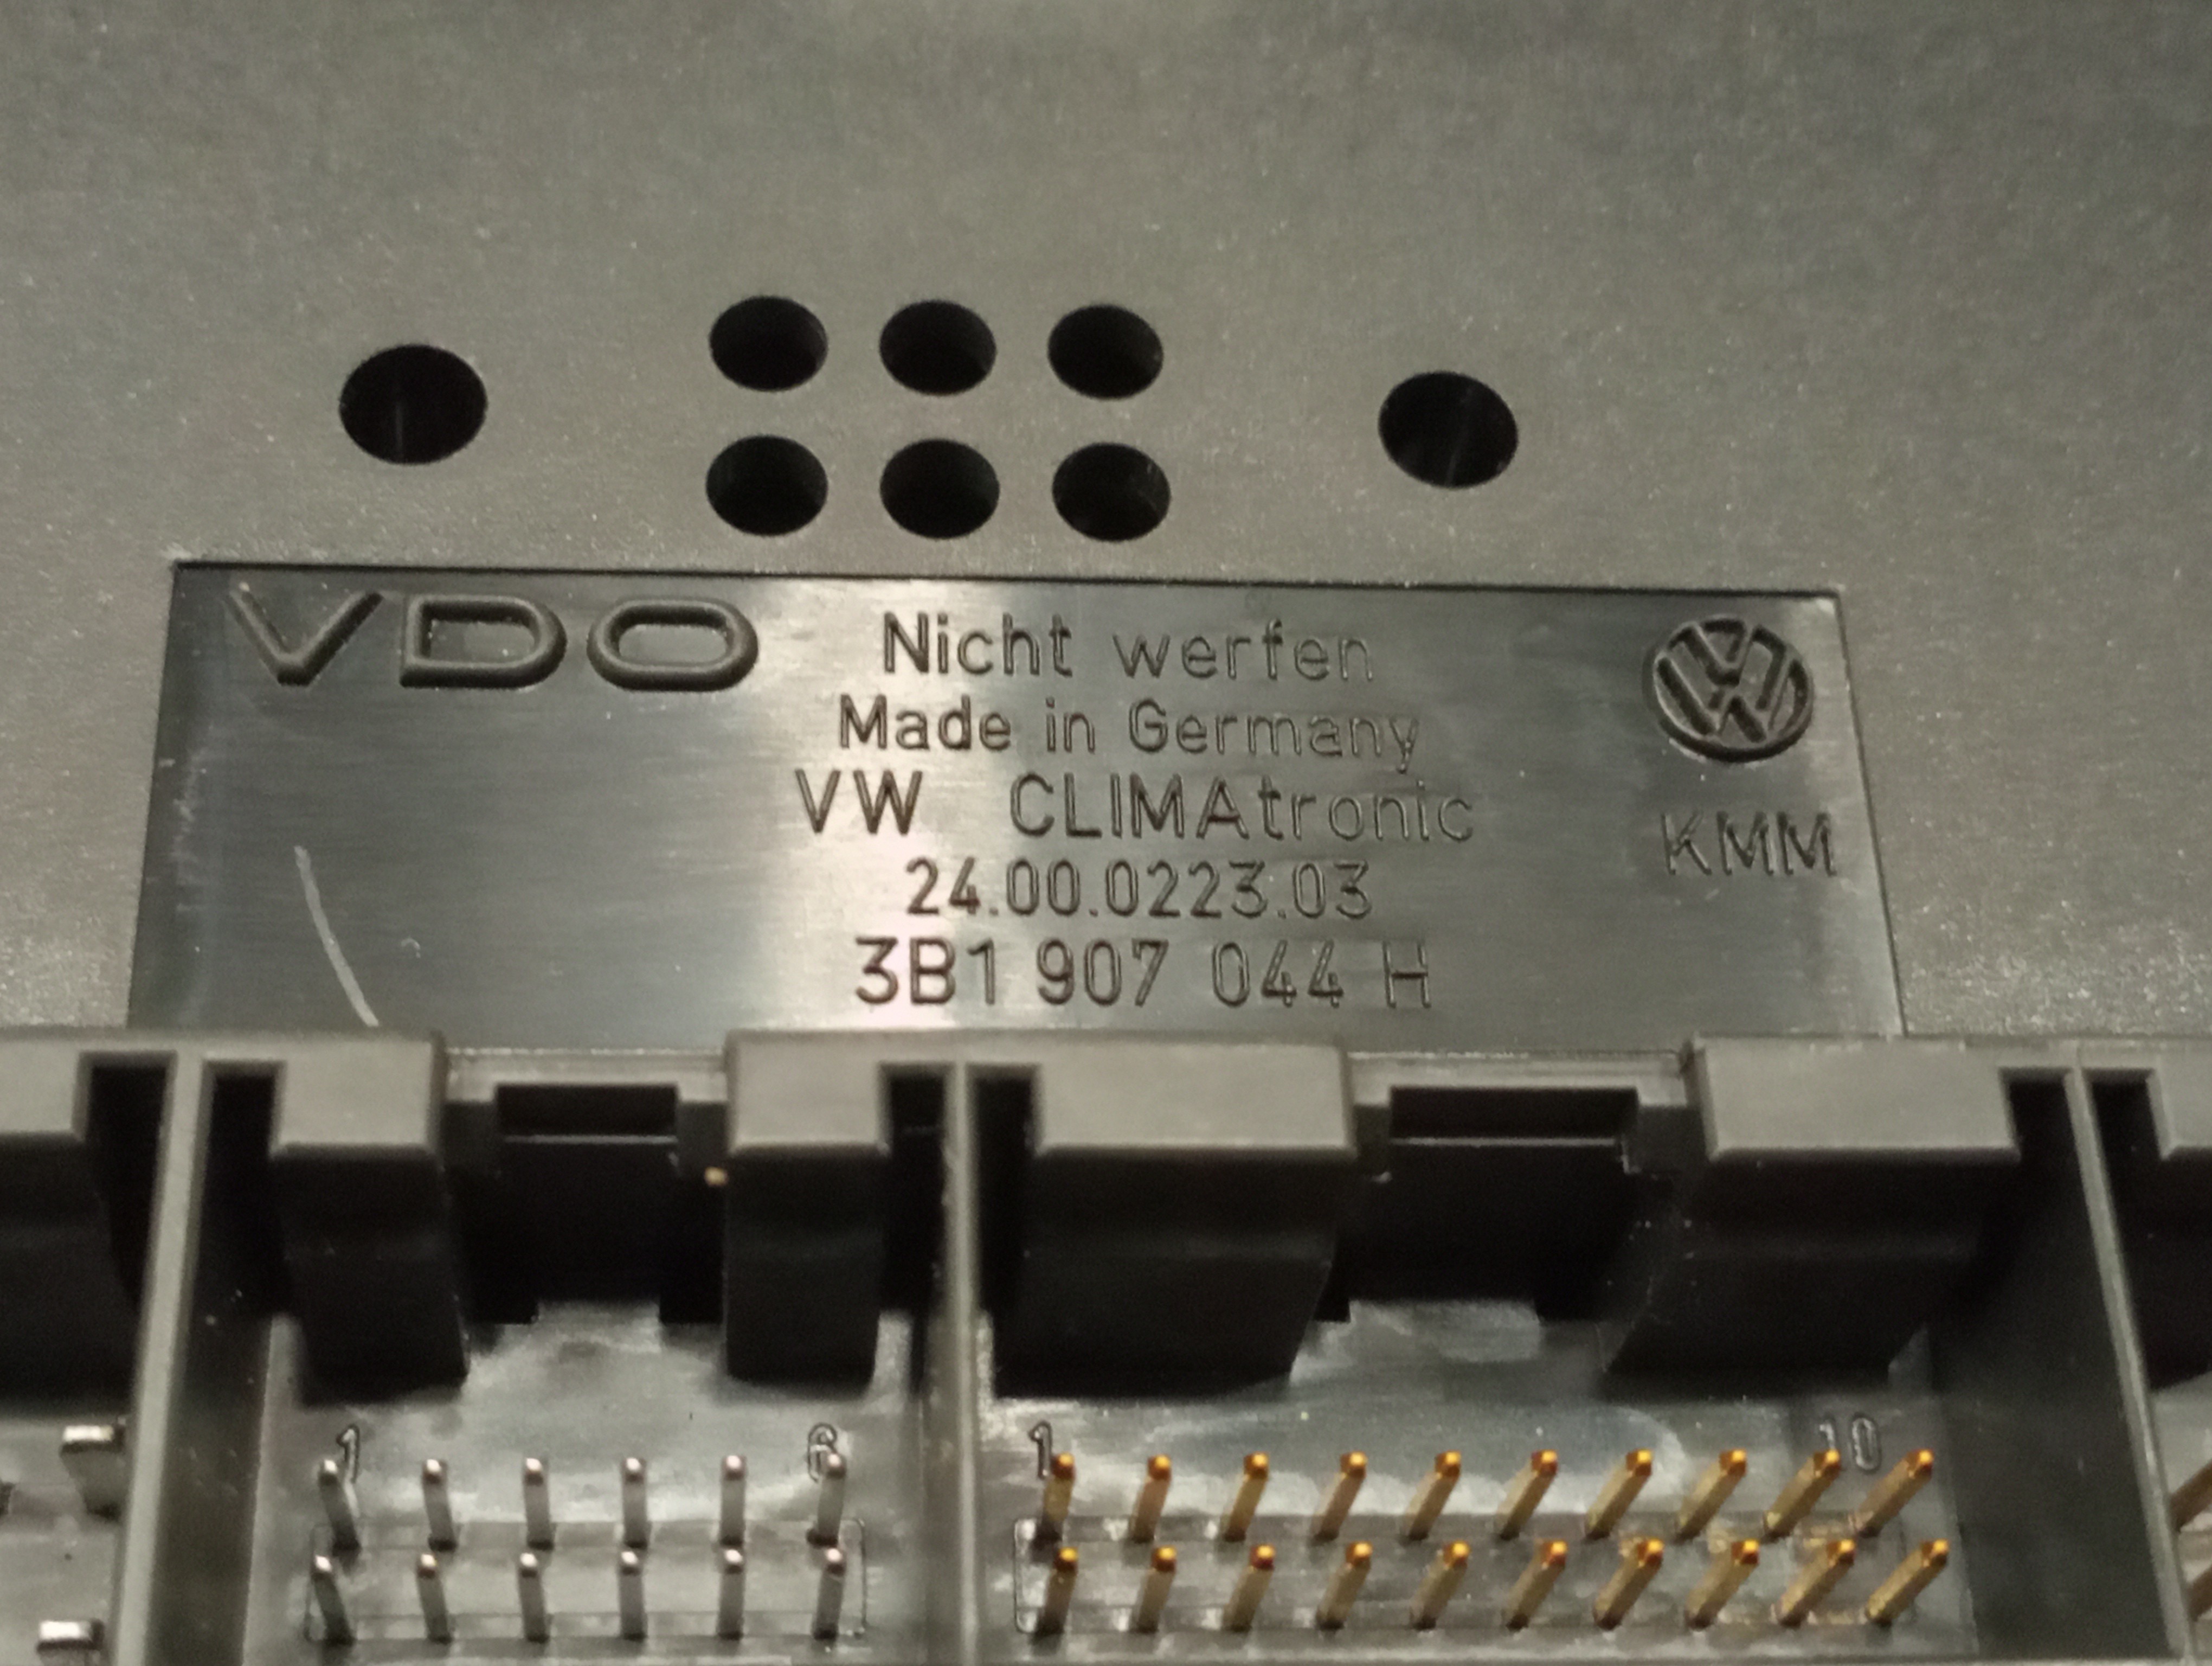 VDO
Nicht werfen
Made in Germany
VW CLIMAtronic
24.00.0223.03
3B1 907 044 H
VW
KMM
1 6 1 10